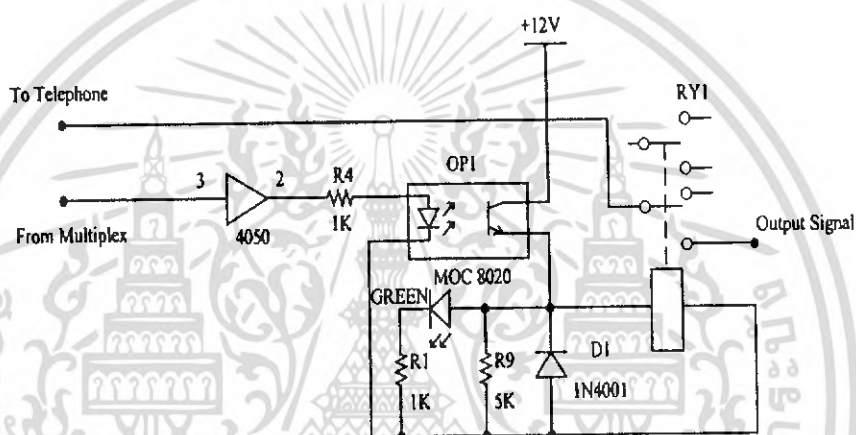 +12V
To Telephone
RY1
OP1
3
2
R4
1K
4050
From Multiplex
Output Signal
MOC 8020
GREEN
R1
1K
R9
5K
D1
1N4001